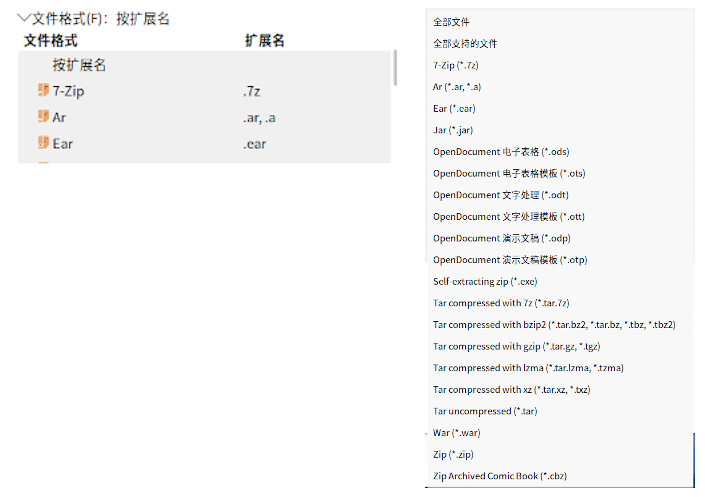 文件格式(F): 按扩展名
文件格式 扩展名
按扩展名
7-Zip .7z
Ar .ar, .a
Ear .ear
全部文件
全部支持的文件
7-Zip (*.7z)
Ar (*.ar, *.a)
Ear (*.ear)
Jar (*.jar)
OpenDocument 电子表格 (*.ods)
OpenDocument 电子表格模板 (*.ots)
OpenDocument 文字处理 (*.odt)
OpenDocument 文字处理模板 (*.ott)
OpenDocument 演示文稿 (*.odp)
OpenDocument 演示文稿模板 (*.otp)
Self-extracting zip (*.exe)
Tar compressed with 7z (*.tar.7z)
Tar compressed with bzip2 (*.tar.bz2, *.tar.bz, *.tbz, *.tbz2)
Tar compressed with gzip (*.tar.gz, *.tgz)
Tar compressed with lzma (*.tar.lzma, *.tzma)
Tar compressed with xz (*.tar.xz, *.txz)
Tar uncompressed (*.tar)
War (*.war)
Zip (*.zip)
Zip Archived Comic Book (*.cbz)